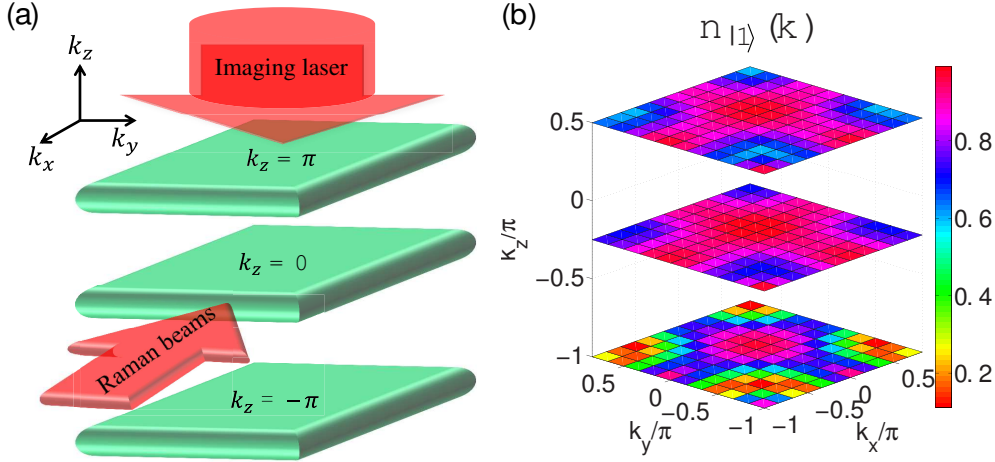 (a)
k_z
k_y
k_x
Imaging laser
k_z = π
k_z = 0
Raman beams
k_z = −π
(b)
n_|1⟩(k)
0.5
0
−0.5
−1
k_z/π
0.5
0
−0.5
−1
k_y/π
−1
−0.5
0
0.5
k_x/π
0.8
0.6
0.4
0.2